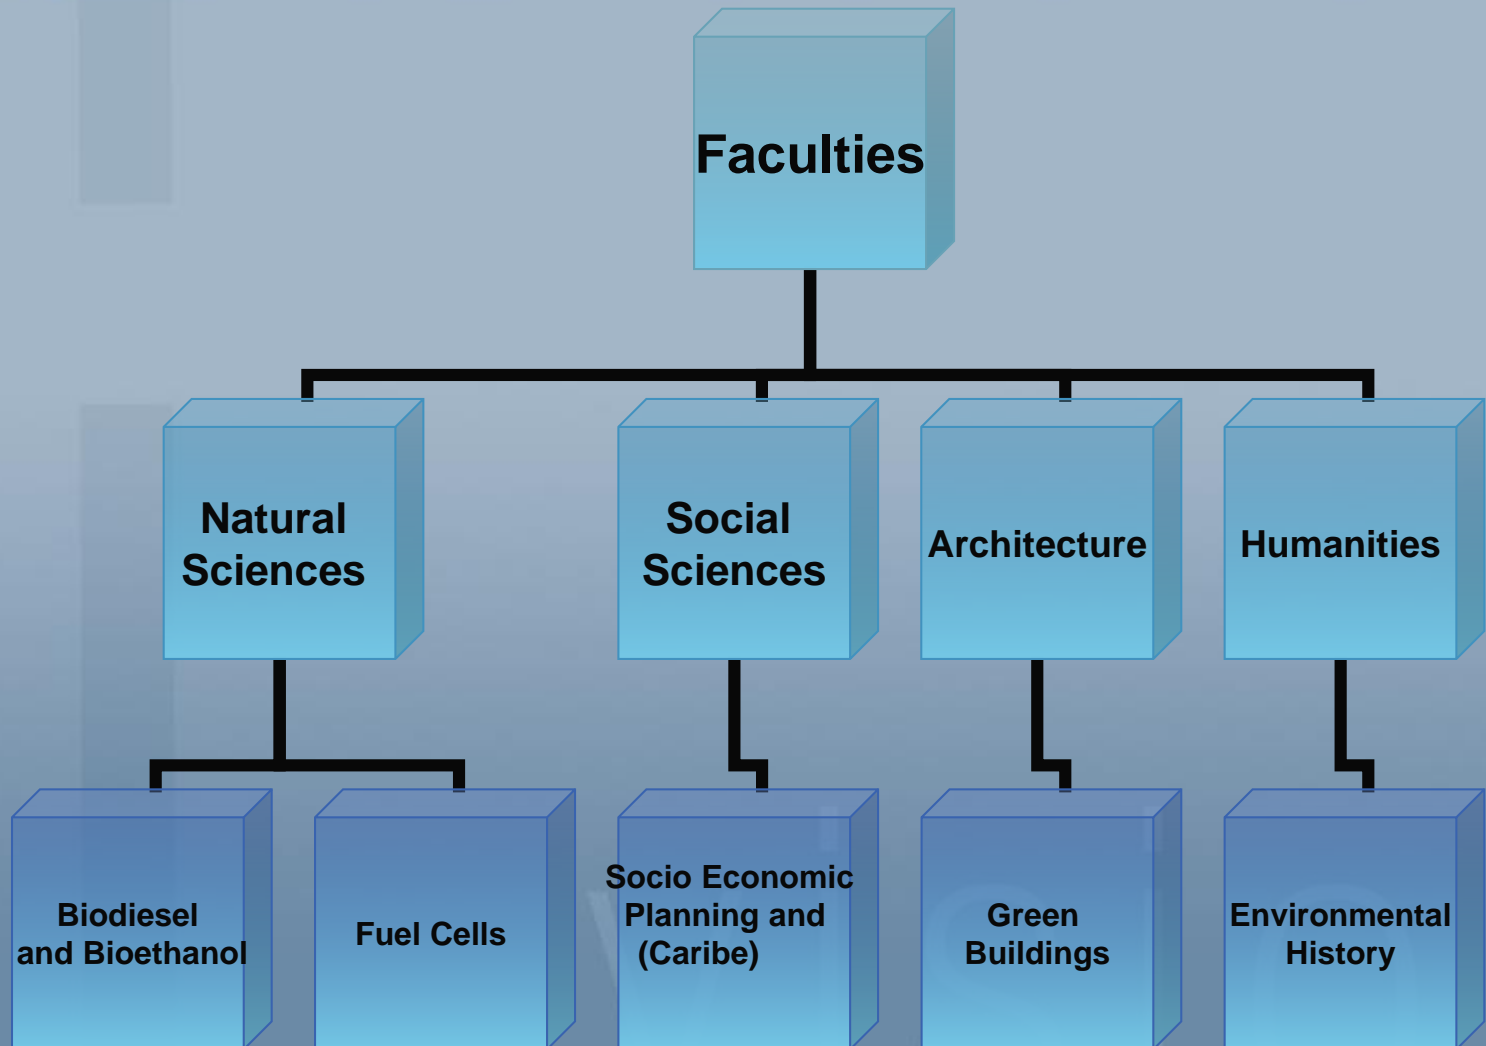 Faculties
Natural
Sciences
Social
Sciences
Architecture
Humanities
Biodiesel
and Bioethanol
Fuel Cells
Socio Economic
Planning and
(Caribe)
Green
Buildings
Environmental
History